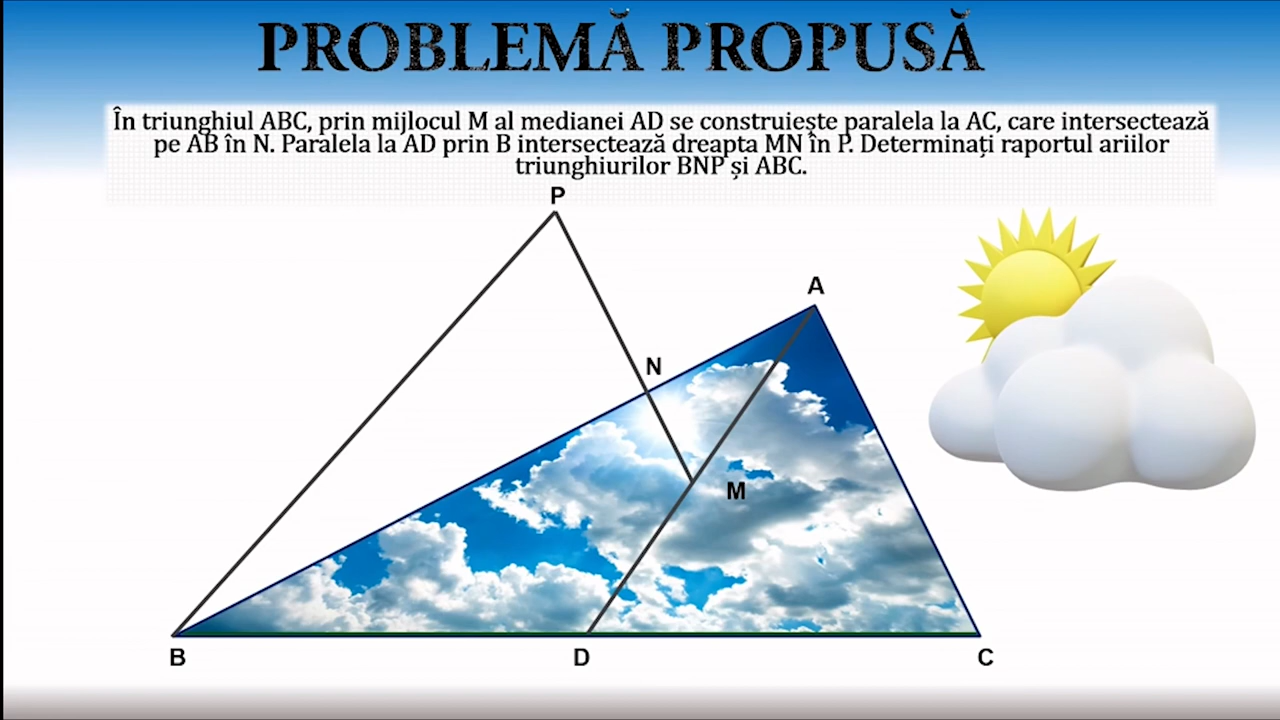 PROBLEMĂ PROPUSĂ
În triunghiul ABC, prin mijlocul M al medianei AD se construiește paralela la AC, care intersectează
pe AB în N. Paralela la AD prin B intersectează dreapta MN în P. Determinați raportul ariilor
triunghiurilor BNP și ABC.
P
A
N
M
B
D
C